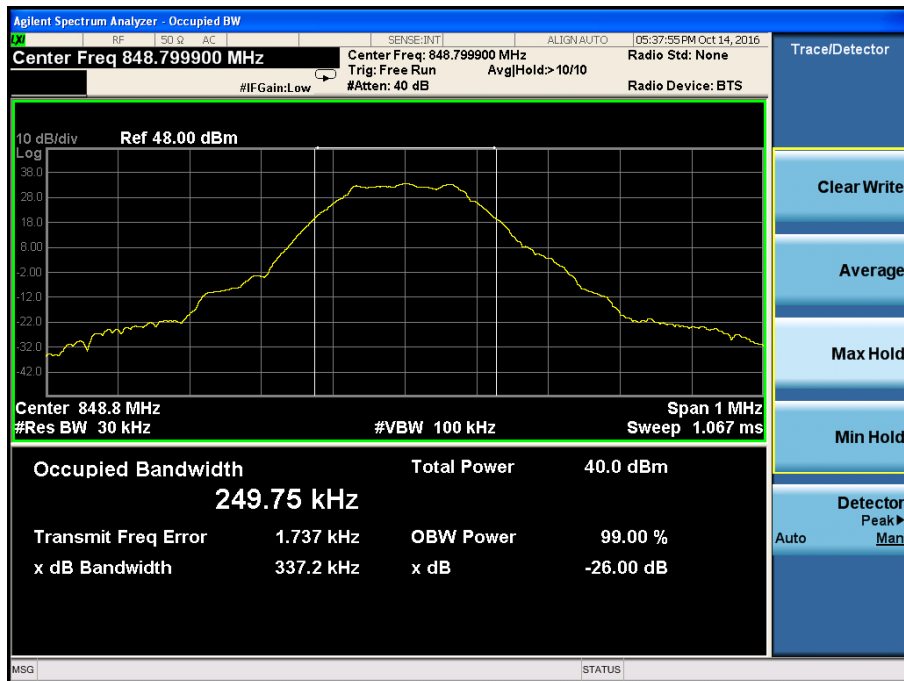 Agilent Spectrum Analyzer - Occupied BW
LXI RF 50 Ω AC SENSE:INT ALIGN AUTO 05:37:55 PM Oct 14, 2016
Center Freq 848.799900 MHz
Center Freq: 848.799900 MHz
Radio Std: None
Trig: Free Run Avg|Hold:> 10/10
#IFGain:Low
#Atten: 40 dB
Radio Device: BTS
Trace/Detector
10 dB/div Ref 48.00 dBm
Log
38.0
28.0
18.0
8.00
-2.00
-12.0
-22.0
-32.0
-42.0
Center 848.8 MHz
Span 1 MHz
#Res BW 30 kHz
#VBW 100 kHz
Sweep 1.067 ms
Clear Write
Average
Max Hold
Min Hold
Detector
Peak▶
Auto Man
Occupied Bandwidth
249.75 kHz
Total Power 40.0 dBm
Transmit Freq Error 1.737 kHz
OBW Power 99.00 %
x dB Bandwidth 337.2 kHz
x dB -26.00 dB
MSG
STATUS